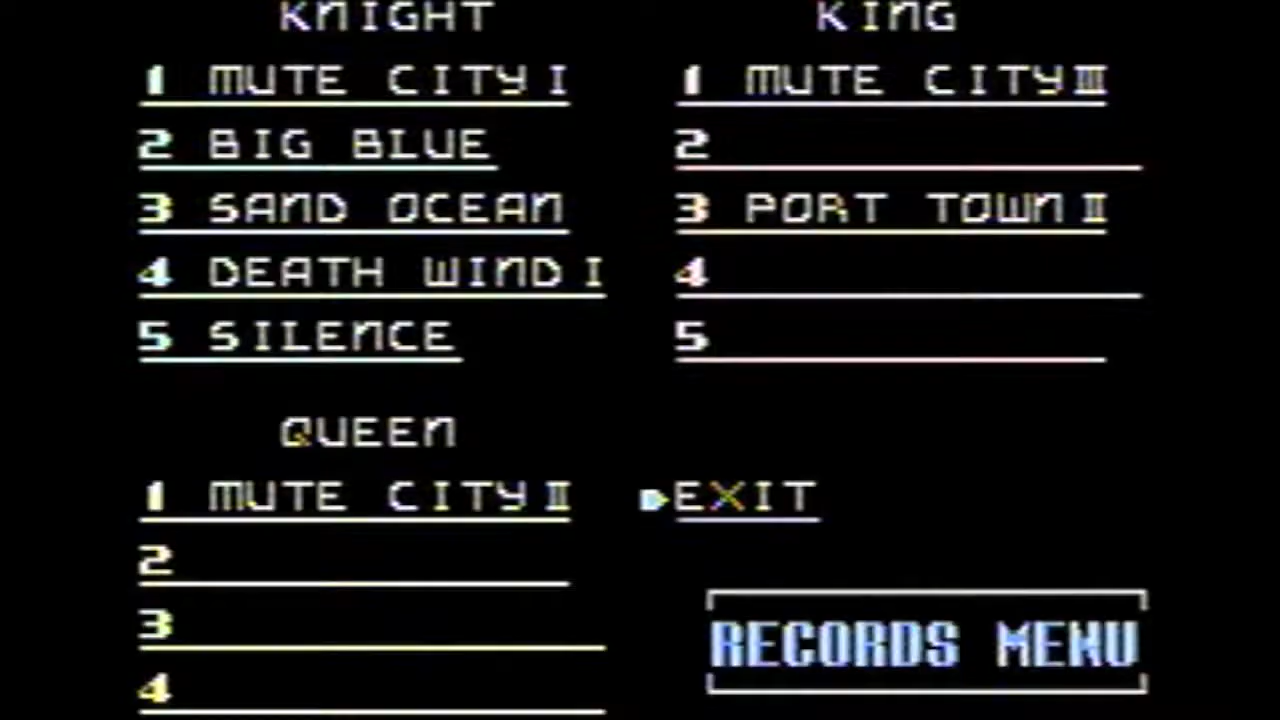 KNIGHT
1 MUTE CITY I
2 BIG BLUE
3 SAND OCEAN
4 DEATH WIND I
5 SILENCE
KING
1 MUTE CITY III
2
3 PORT TOWN II
4
5
QUEEN
1 MUTE CITY II
2
3
4
EXIT
RECORDS MENU